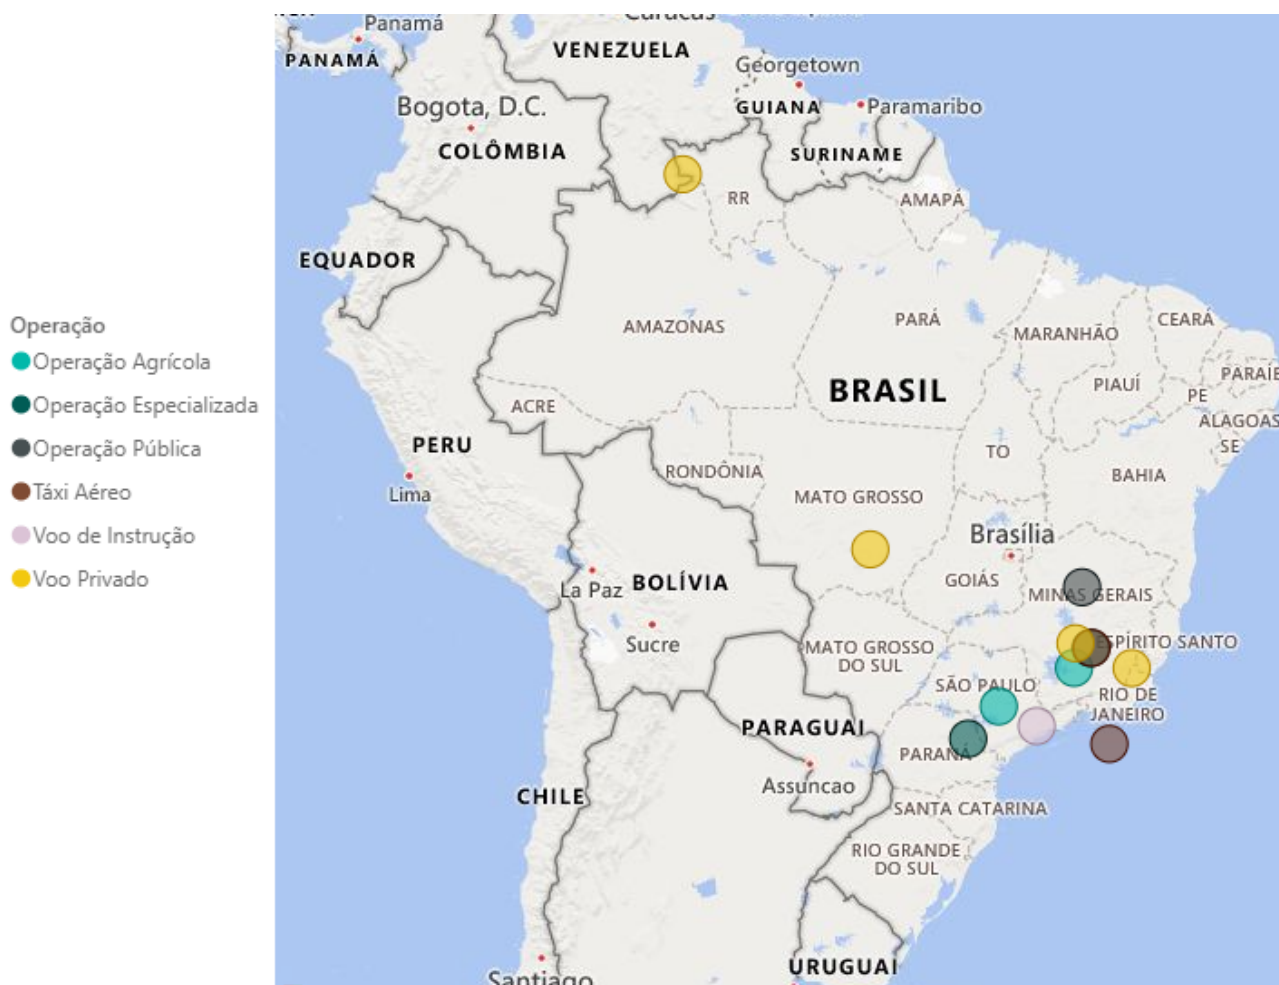 Operação
Operação Agrícola
Operação Especializada
Operação Pública
Táxi Aéreo
Voo de Instrução
Voo Privado
Caracas
Panamá
PANAMÁ
VENEZUELA
Georgetown
Bogota, D.C.
GUIANA
Paramaribo
COLÔMBIA
SURINAME
RR
AMAPÁ
EQUADOR
AMAZONAS
PARÁ
MARANHÃO
CEARÁ
PIAUÍ
PARAÍB
PE
BRASIL
ACRE
ALAGOAS
SE
PERU
TO
Lima
RONDÔNIA
MATO GROSSO
BAHIA
Brasília
La Paz
BOLÍVIA
GOIÁS
MINAS GERAIS
Sucre
MATO GROSSO
DO SUL
ESPÍRITO SANTO
SÃO PAULO
RIO DE
JANEIRO
PARAGUAI
PARANÁ
Assuncao
CHILE
SANTA CATARINA
RIO GRANDE
DO SUL
URUGUAI
Santiago